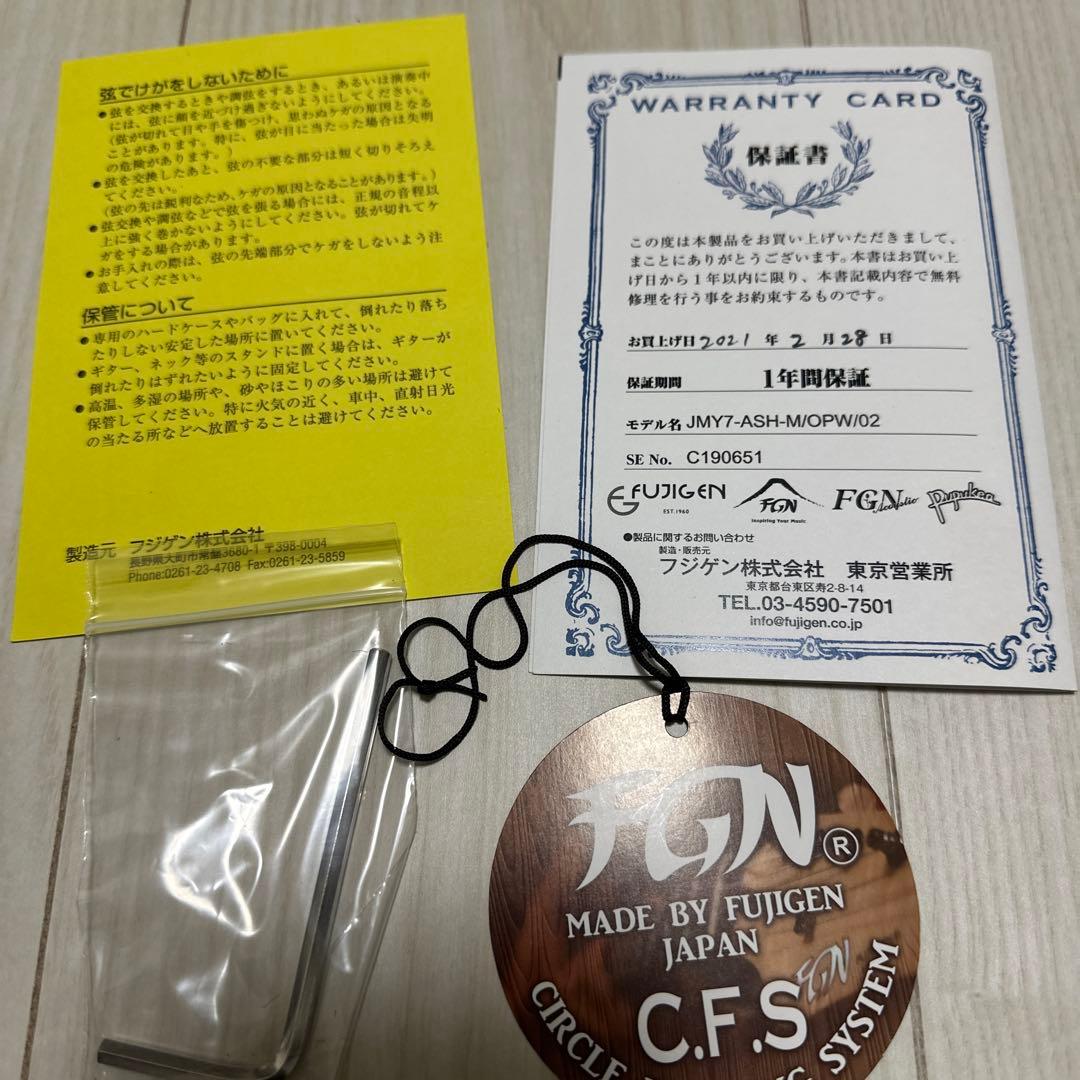 弦でけがをしないために
●弦を交換するときや調弦をするとき、あるいは演奏中
には、弦に顔を近づけ過ぎないようにしてください。
(弦が切れて目や手を傷つけ、思わぬケガの原因となる
ことがあります。特に、弦が目に当たった場合は失明
の危険があります。)
●弦を交換したあと、弦の不要な部分は短く切りそろえ
てください。
(弦の先は鋭利なため、ケガの原因となることがあります。)
●弦交換や調弦などで弦を張る場合には、正規の音程以
上に強く巻かないようにしてください。弦が切れてケ
ガをする場合があります。
●お手入れの際は、弦の先端部分でケガをしないよう注
意してください。
保管について
●専用のハードケースやバッグに入れて、倒れたり落ち
たりしない安定した場所に置いてください。
●ギター、ネック等のスタンドに置く場合は、ギターが
倒れたりはずれたいように固定してください。
●高温、多湿の場所や、砂やほこりの多い場所は避けて
保管してください。特に火気の近く、車中、直射日光
の当たる所などへ放置することは避けてください。
製造元 フジゲン株式会社
長野県大町市常盤3680-1 〒398-0004
Phone:0261-23-4708 Fax:0261-23-5859
WARRANTY CARD
保証書
この度は本製品をお買い上げいただきまして、
まことにありがとうございます。本書はお買い上
げ日から1年以内に限り、本書記載内容で無料
修理を行う事をお約束するものです。
お買上げ日 2021 年 2 月 28 日
保証期間 1年間保証
モデル名 JMY7-ASH-M/OPW/02
SE No. C190651
FUJIGEN
EST.1960
FGN
Inspiring Your Music
FGN Acoustic
Pupukea
●製品に関するお問い合わせ
製造・販売元
フジゲン株式会社 東京営業所
東京都台東区寿2-8-14
TEL.03-4590-7501
info@fujigen.co.jp
FGN®
MADE BY FUJIGEN
JAPAN
FGN
C.F.S
CIRCLE SYSTEM